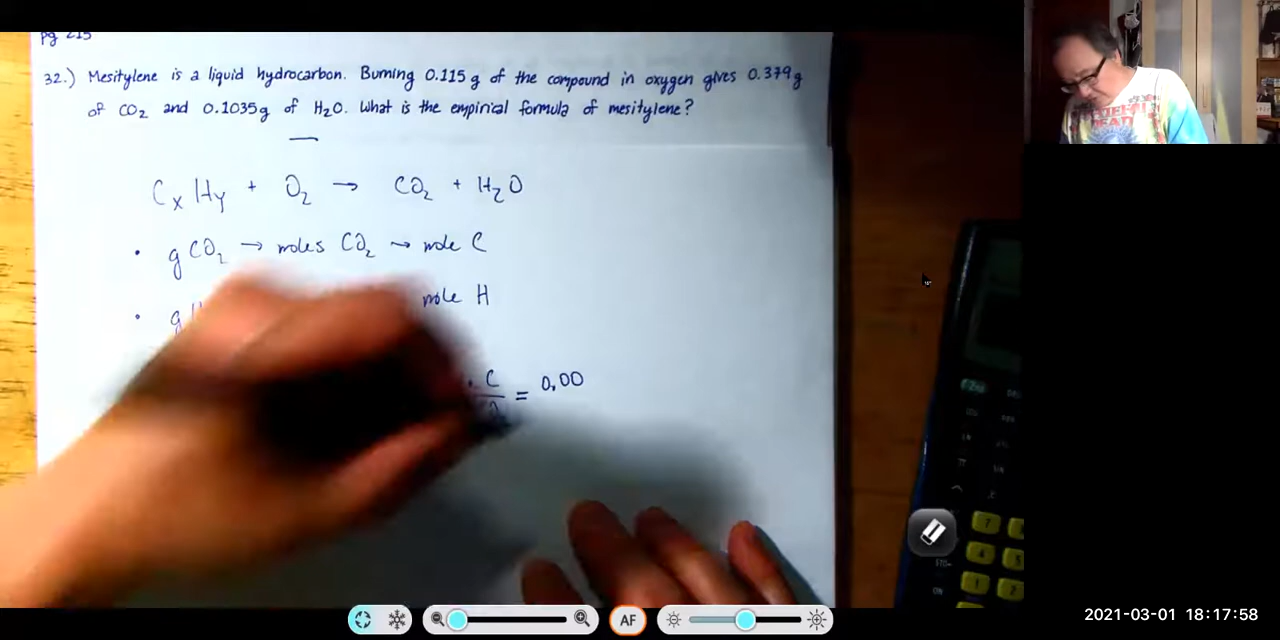 pg 215
32.) Mesitylene is a liquid hydrocarbon. Burning 0.115 g of the compound in oxygen gives 0.379 g
of CO2 and 0.1035g of H2O. What is the empirical formula of mesitylene?
CxHy + O2 → CO2 + H2O
• g CO2 → moles CO2 → mole C
• g mole H
C = 0,00
AF
2021-03-01 18:17:58